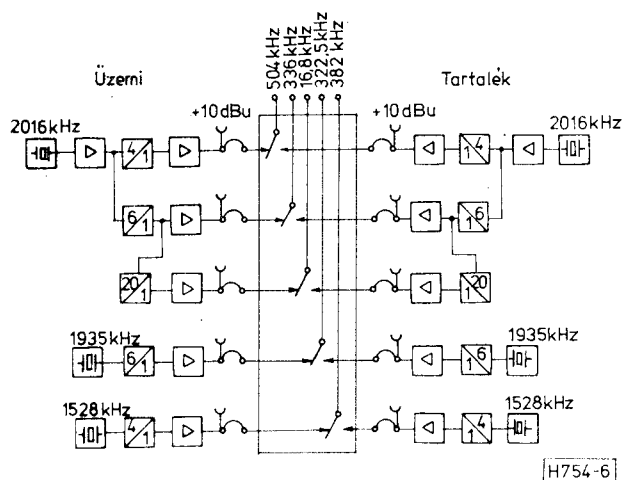 504 kHz
336 kHz
16,8 kHz
322,5 kHz
382 kHz
Üzemi
Tartalék
+10 dBu
+10 dBu
2016 kHz
2016 kHz
4/1
1/4
6/1
1/6
20/1
1/20
1935 kHz
1935 kHz
6/1
1/6
1528 kHz
1528 kHz
4/1
1/4
H754-6